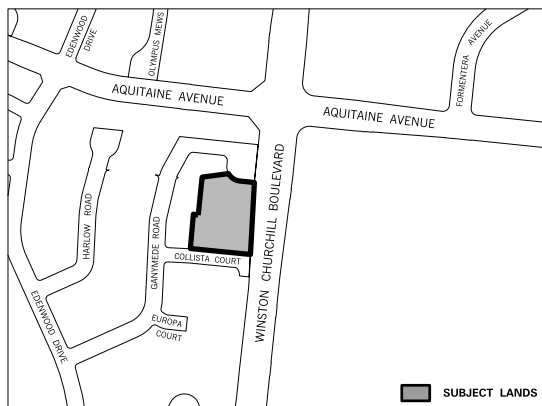 EDENWOOD
DRIVE
OLYMPUS MEWS
FORMENTERA
AVENUE
AQUITAINE AVENUE
AQUITAINE AVENUE
HARLOW ROAD
GANYMEDE ROAD
WINSTON CHURCHILL BOULEVARD
COLLISTA COURT
EDENWOOD DRIVE
EUROPA
COURT
SUBJECT LANDS